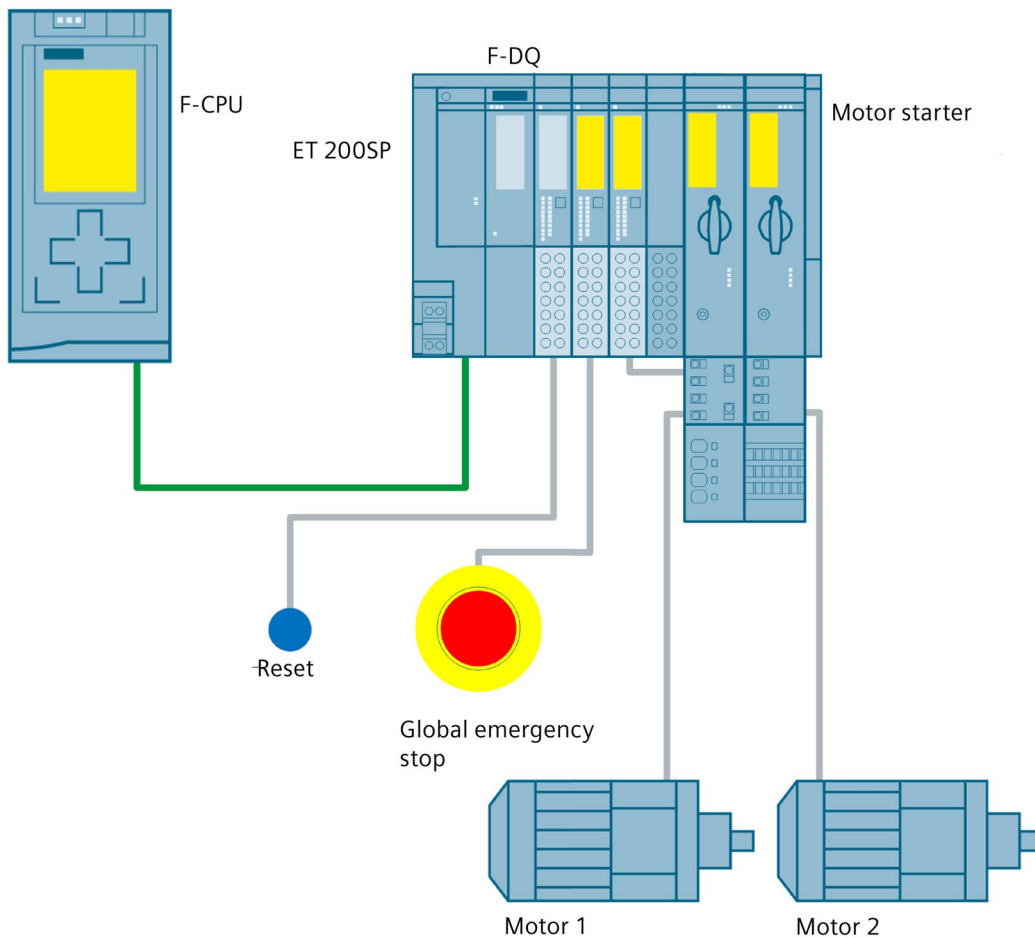 F-DQ
F-CPU
ET 200SP
Motor starter
Reset
Global emergency
stop
Motor 1
Motor 2